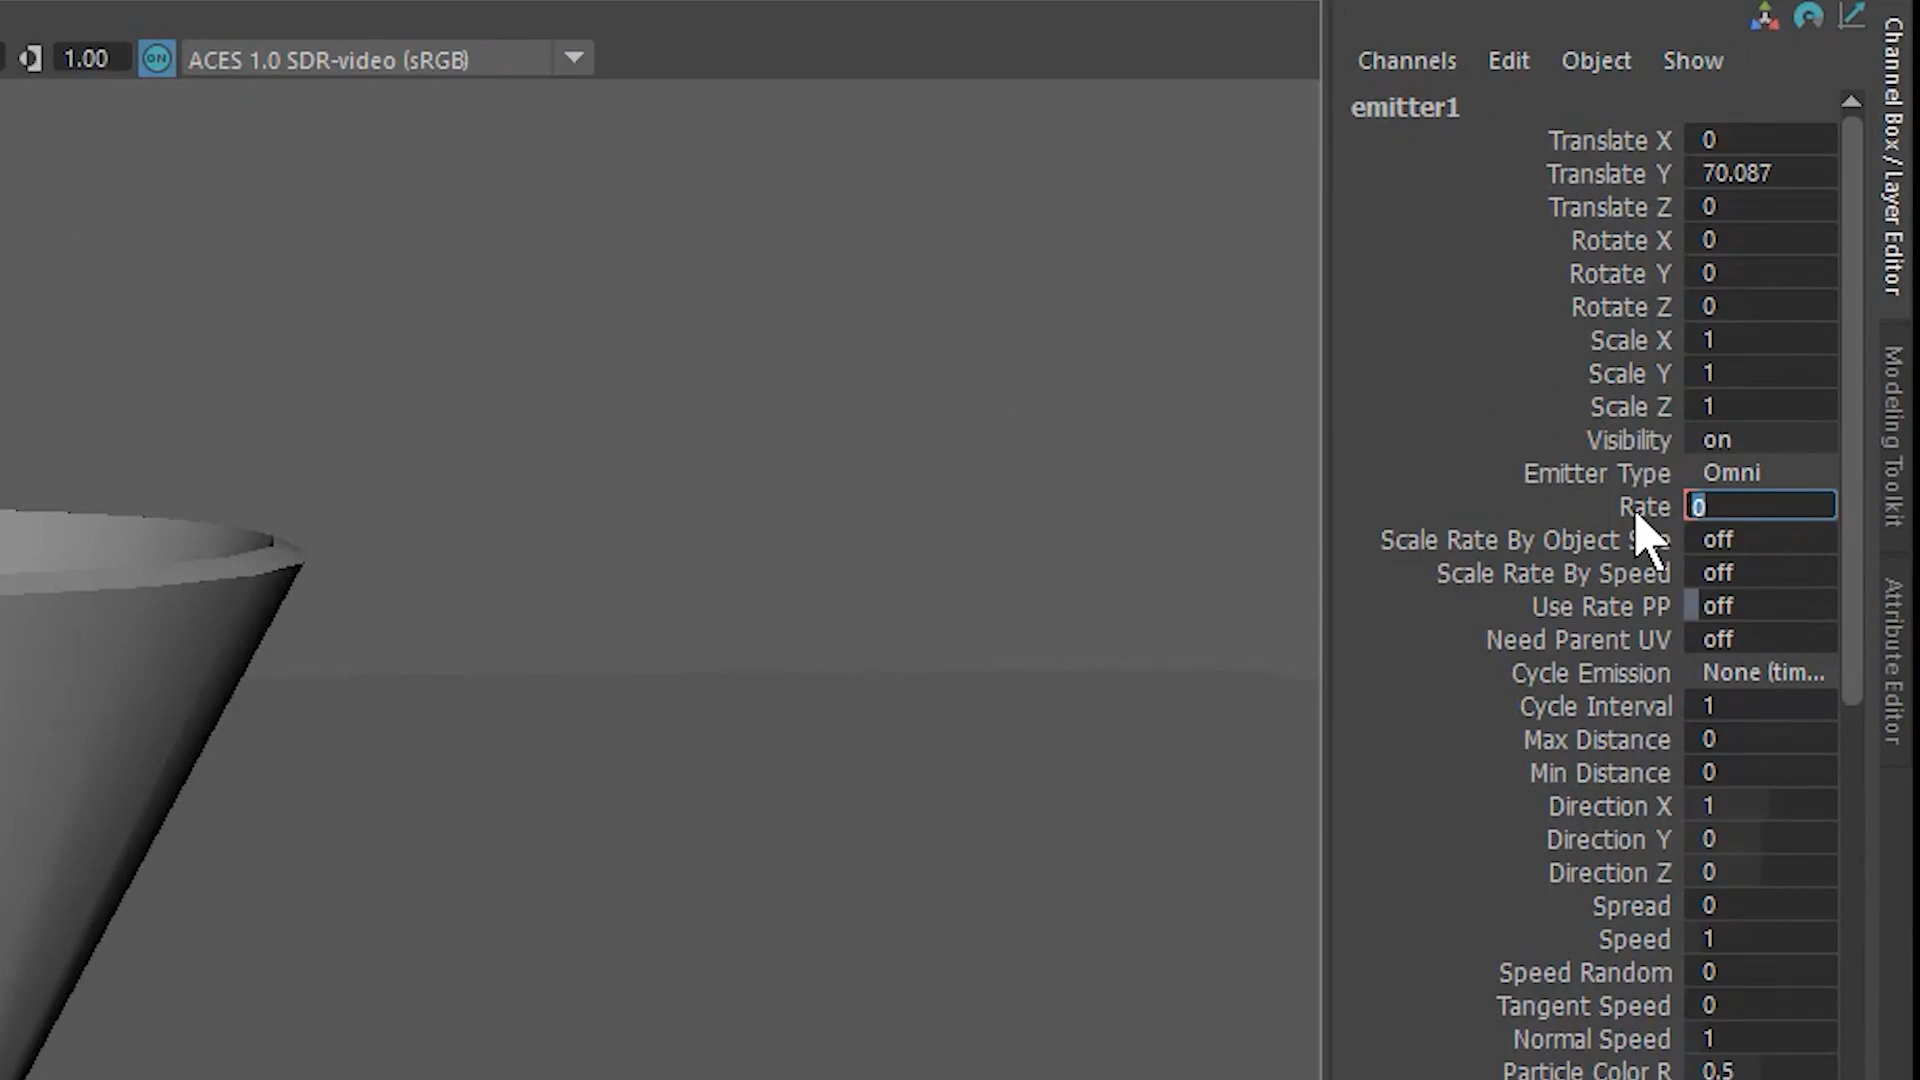 1.00 ON ACES 1.0 SDR-video (sRGB)
Channels Edit Object Show
emitter1
Translate X 0
Translate Y 70.087
Translate Z 0
Rotate X 0
Rotate Y 0
Rotate Z 0
Scale X 1
Scale Y 1
Scale Z 1
Visibility on
Emitter Type Omni
Rate 0
Scale Rate By Object off
Scale Rate By Speed off
Use Rate PP off
Need Parent UV off
Cycle Emission None (tim...
Cycle Interval 1
Max Distance 0
Min Distance 0
Direction X 1
Direction Y 0
Direction Z 0
Spread 0
Speed 1
Speed Random 0
Tangent Speed 0
Normal Speed 1
Particle Color R 0.5
Channel Box / Layer Editor
Modeling Toolkit
Attribute Editor